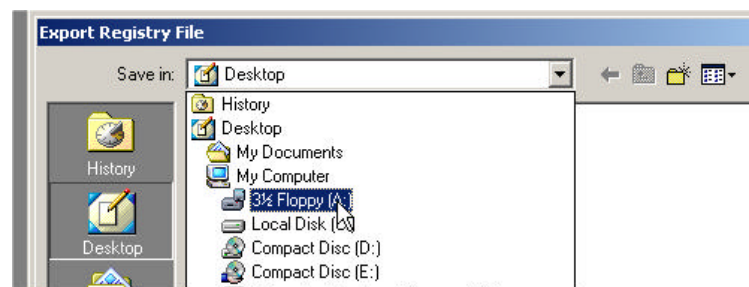 Export Registry File
Save in: Desktop
History
Desktop
My Documents
My Computer
3½ Floppy (A:)
Local Disk
Compact Disc (D:)
Compact Disc (E:)
History
Desktop